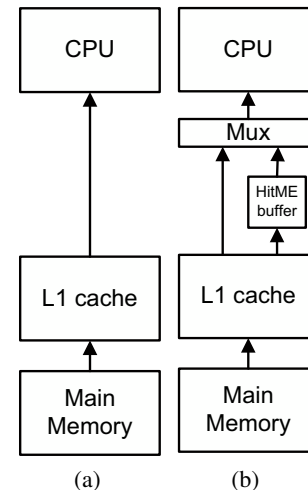 CPU
L1 cache
Main
Memory
(a)
CPU
Mux
HitME
buffer
L1 cache
Main
Memory
(b)